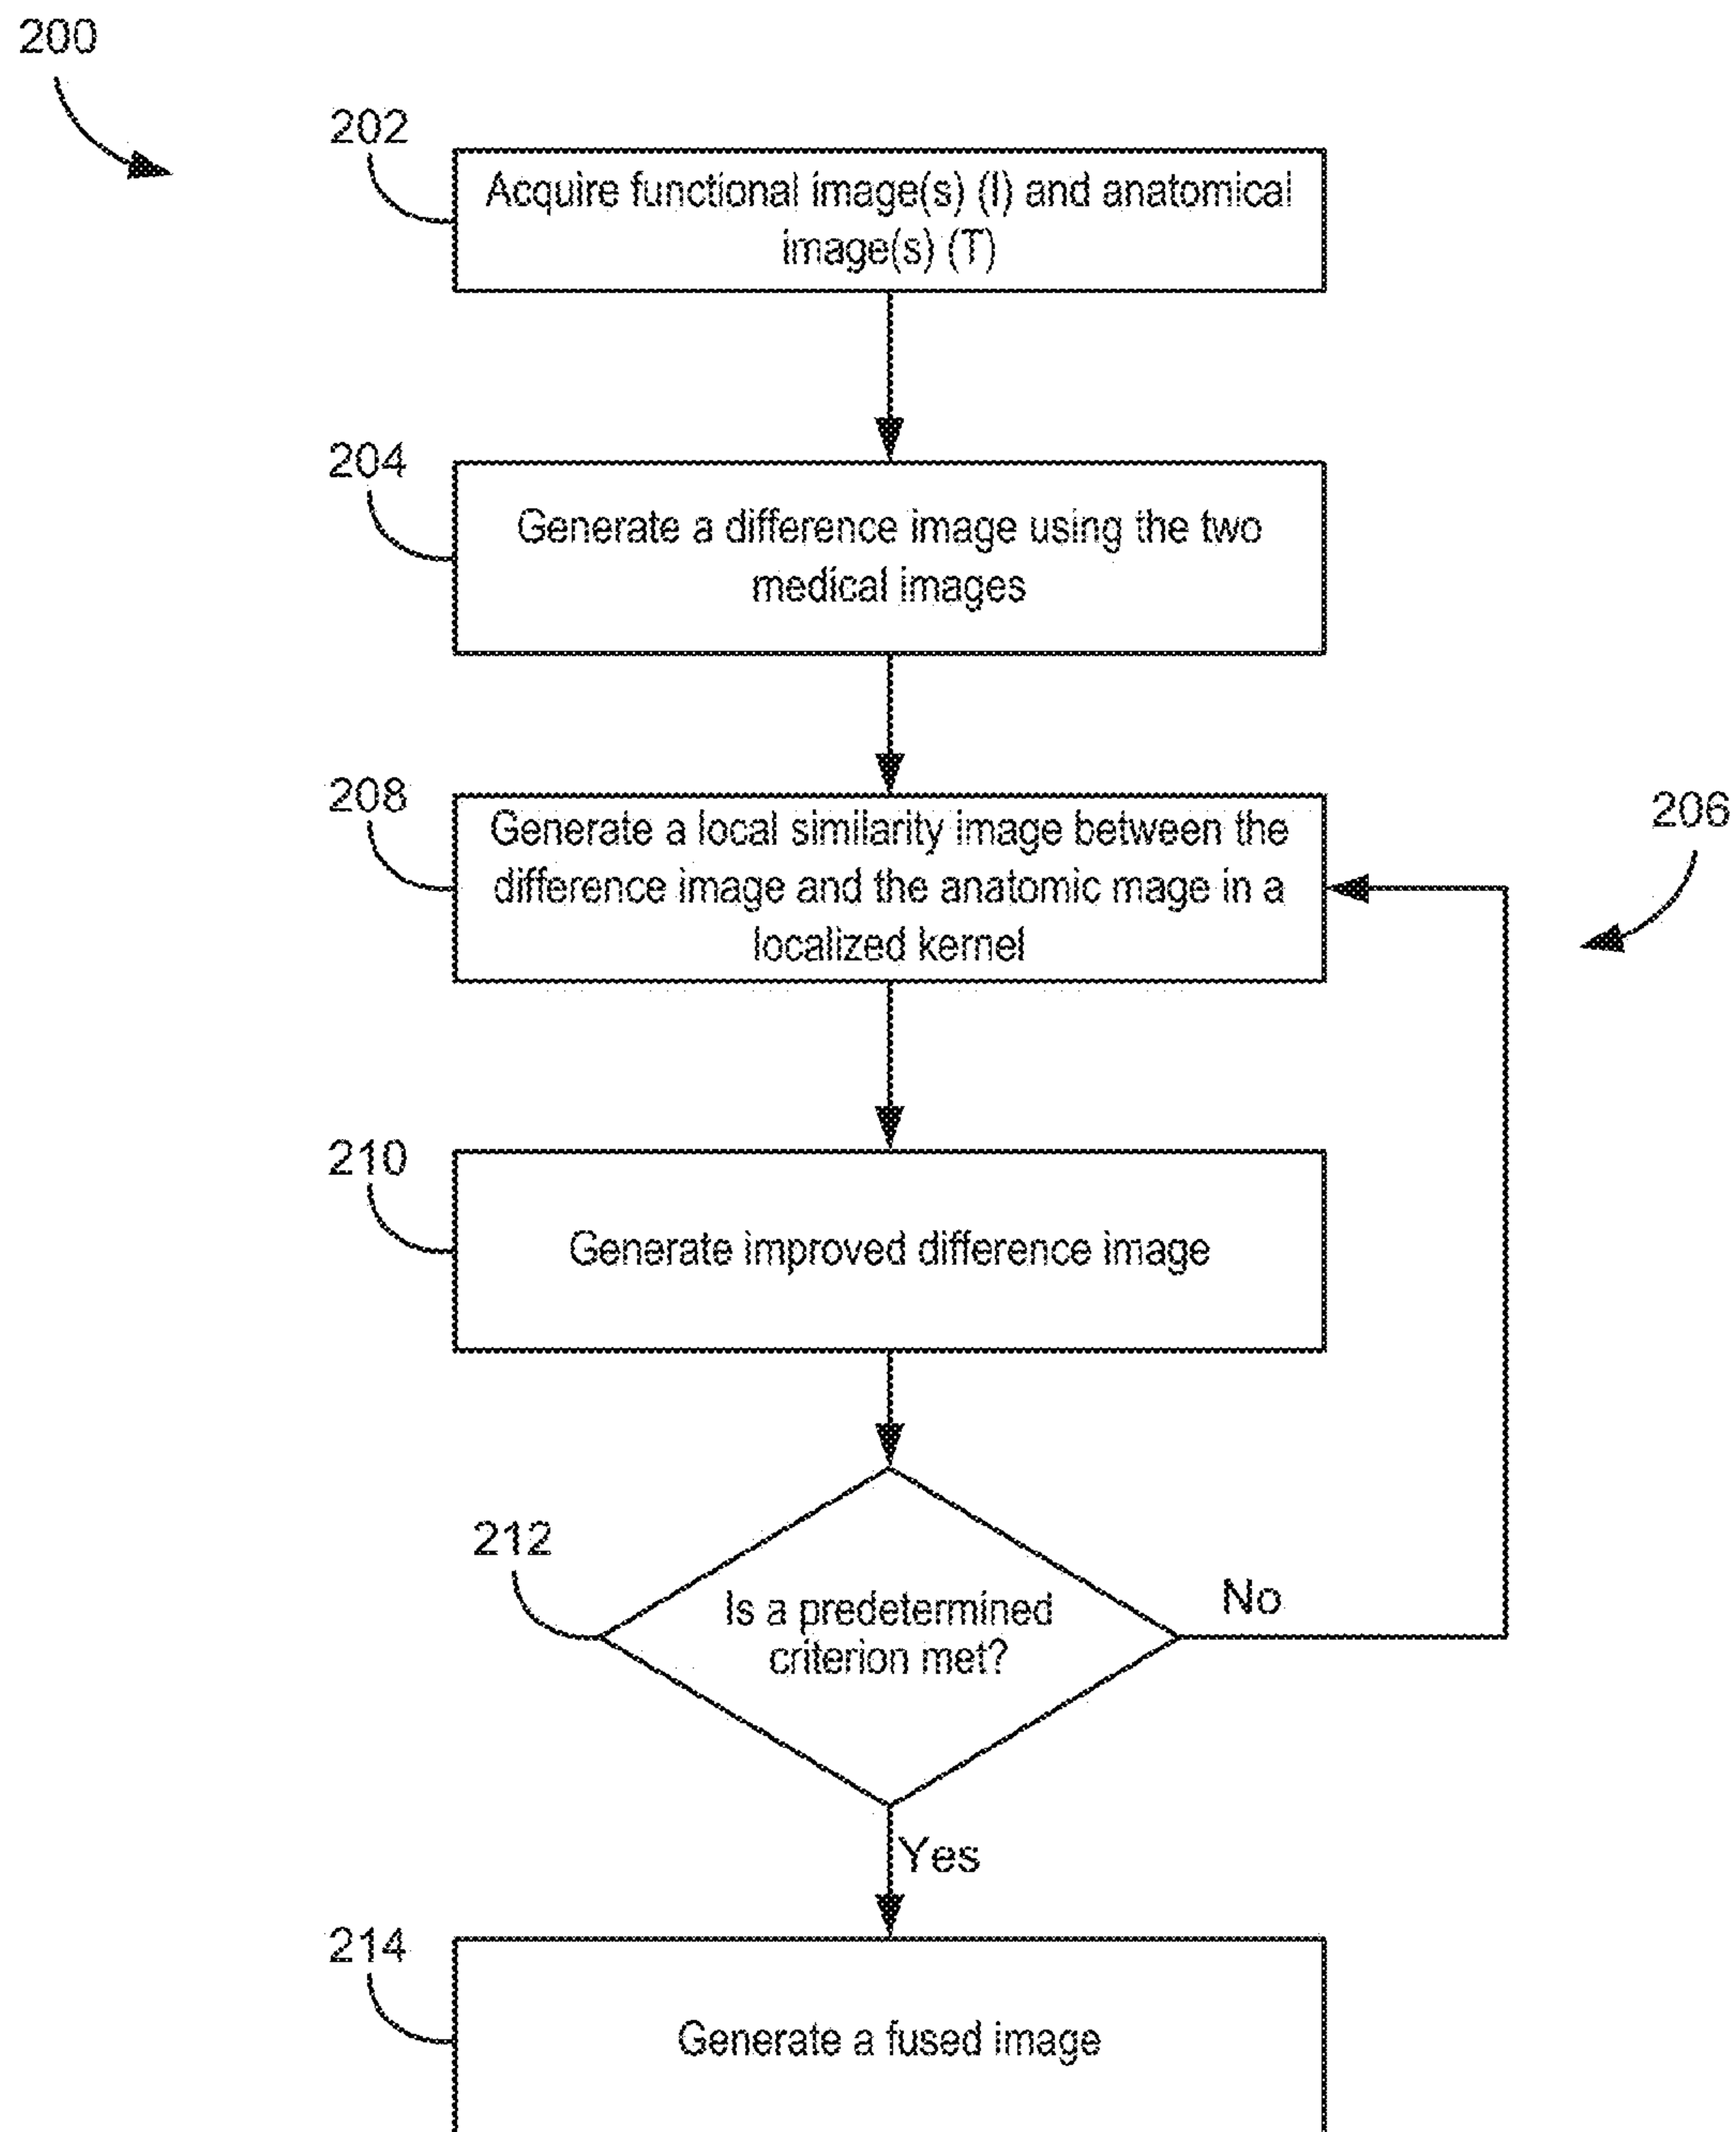 200
202
Acquire functional image(s) (I) and anatomical
image(s) (T)
204
Generate a difference image using the two
medical images
208
Generate a local similarity image between the
difference image and the anatomic mage in a
localized kernel
206
210
Generate improved difference image
212
Is a predetermined
criterion met?
No
Yes
214
Generate a fused image